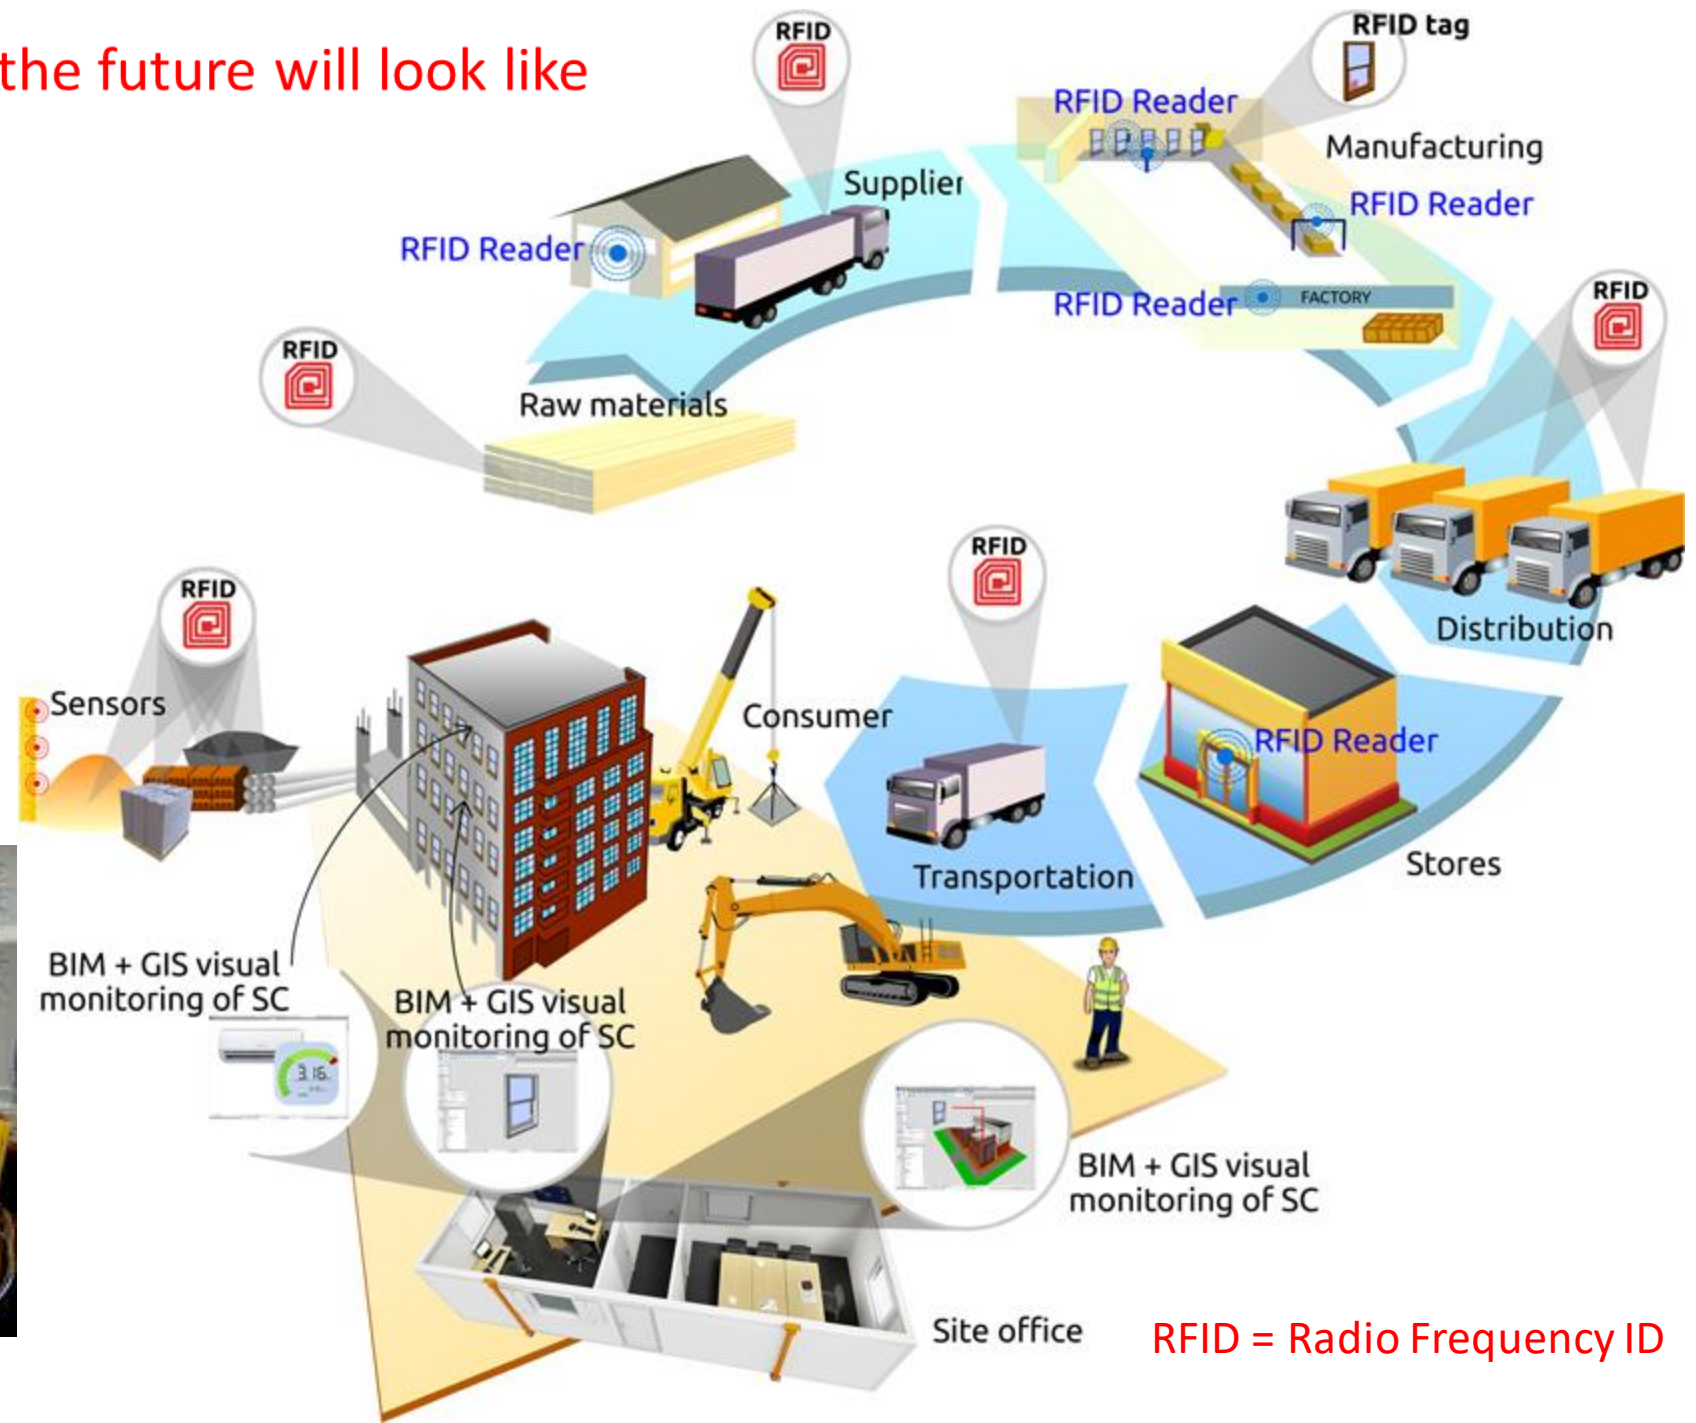 the future will look like
RFID
RFID tag
RFID Reader
Manufacturing
Supplier
RFID Reader
RFID Reader
RFID Reader
FACTORY
RFID
RFID
Raw materials
RFID
RFID
Distribution
Sensors
Consumer
RFID Reader
Transportation
Stores
BIM + GIS visual
monitoring of SC
BIM + GIS visual
monitoring of SC
3.16
BIM + GIS visual
monitoring of SC
Site office
RFID = Radio Frequency ID